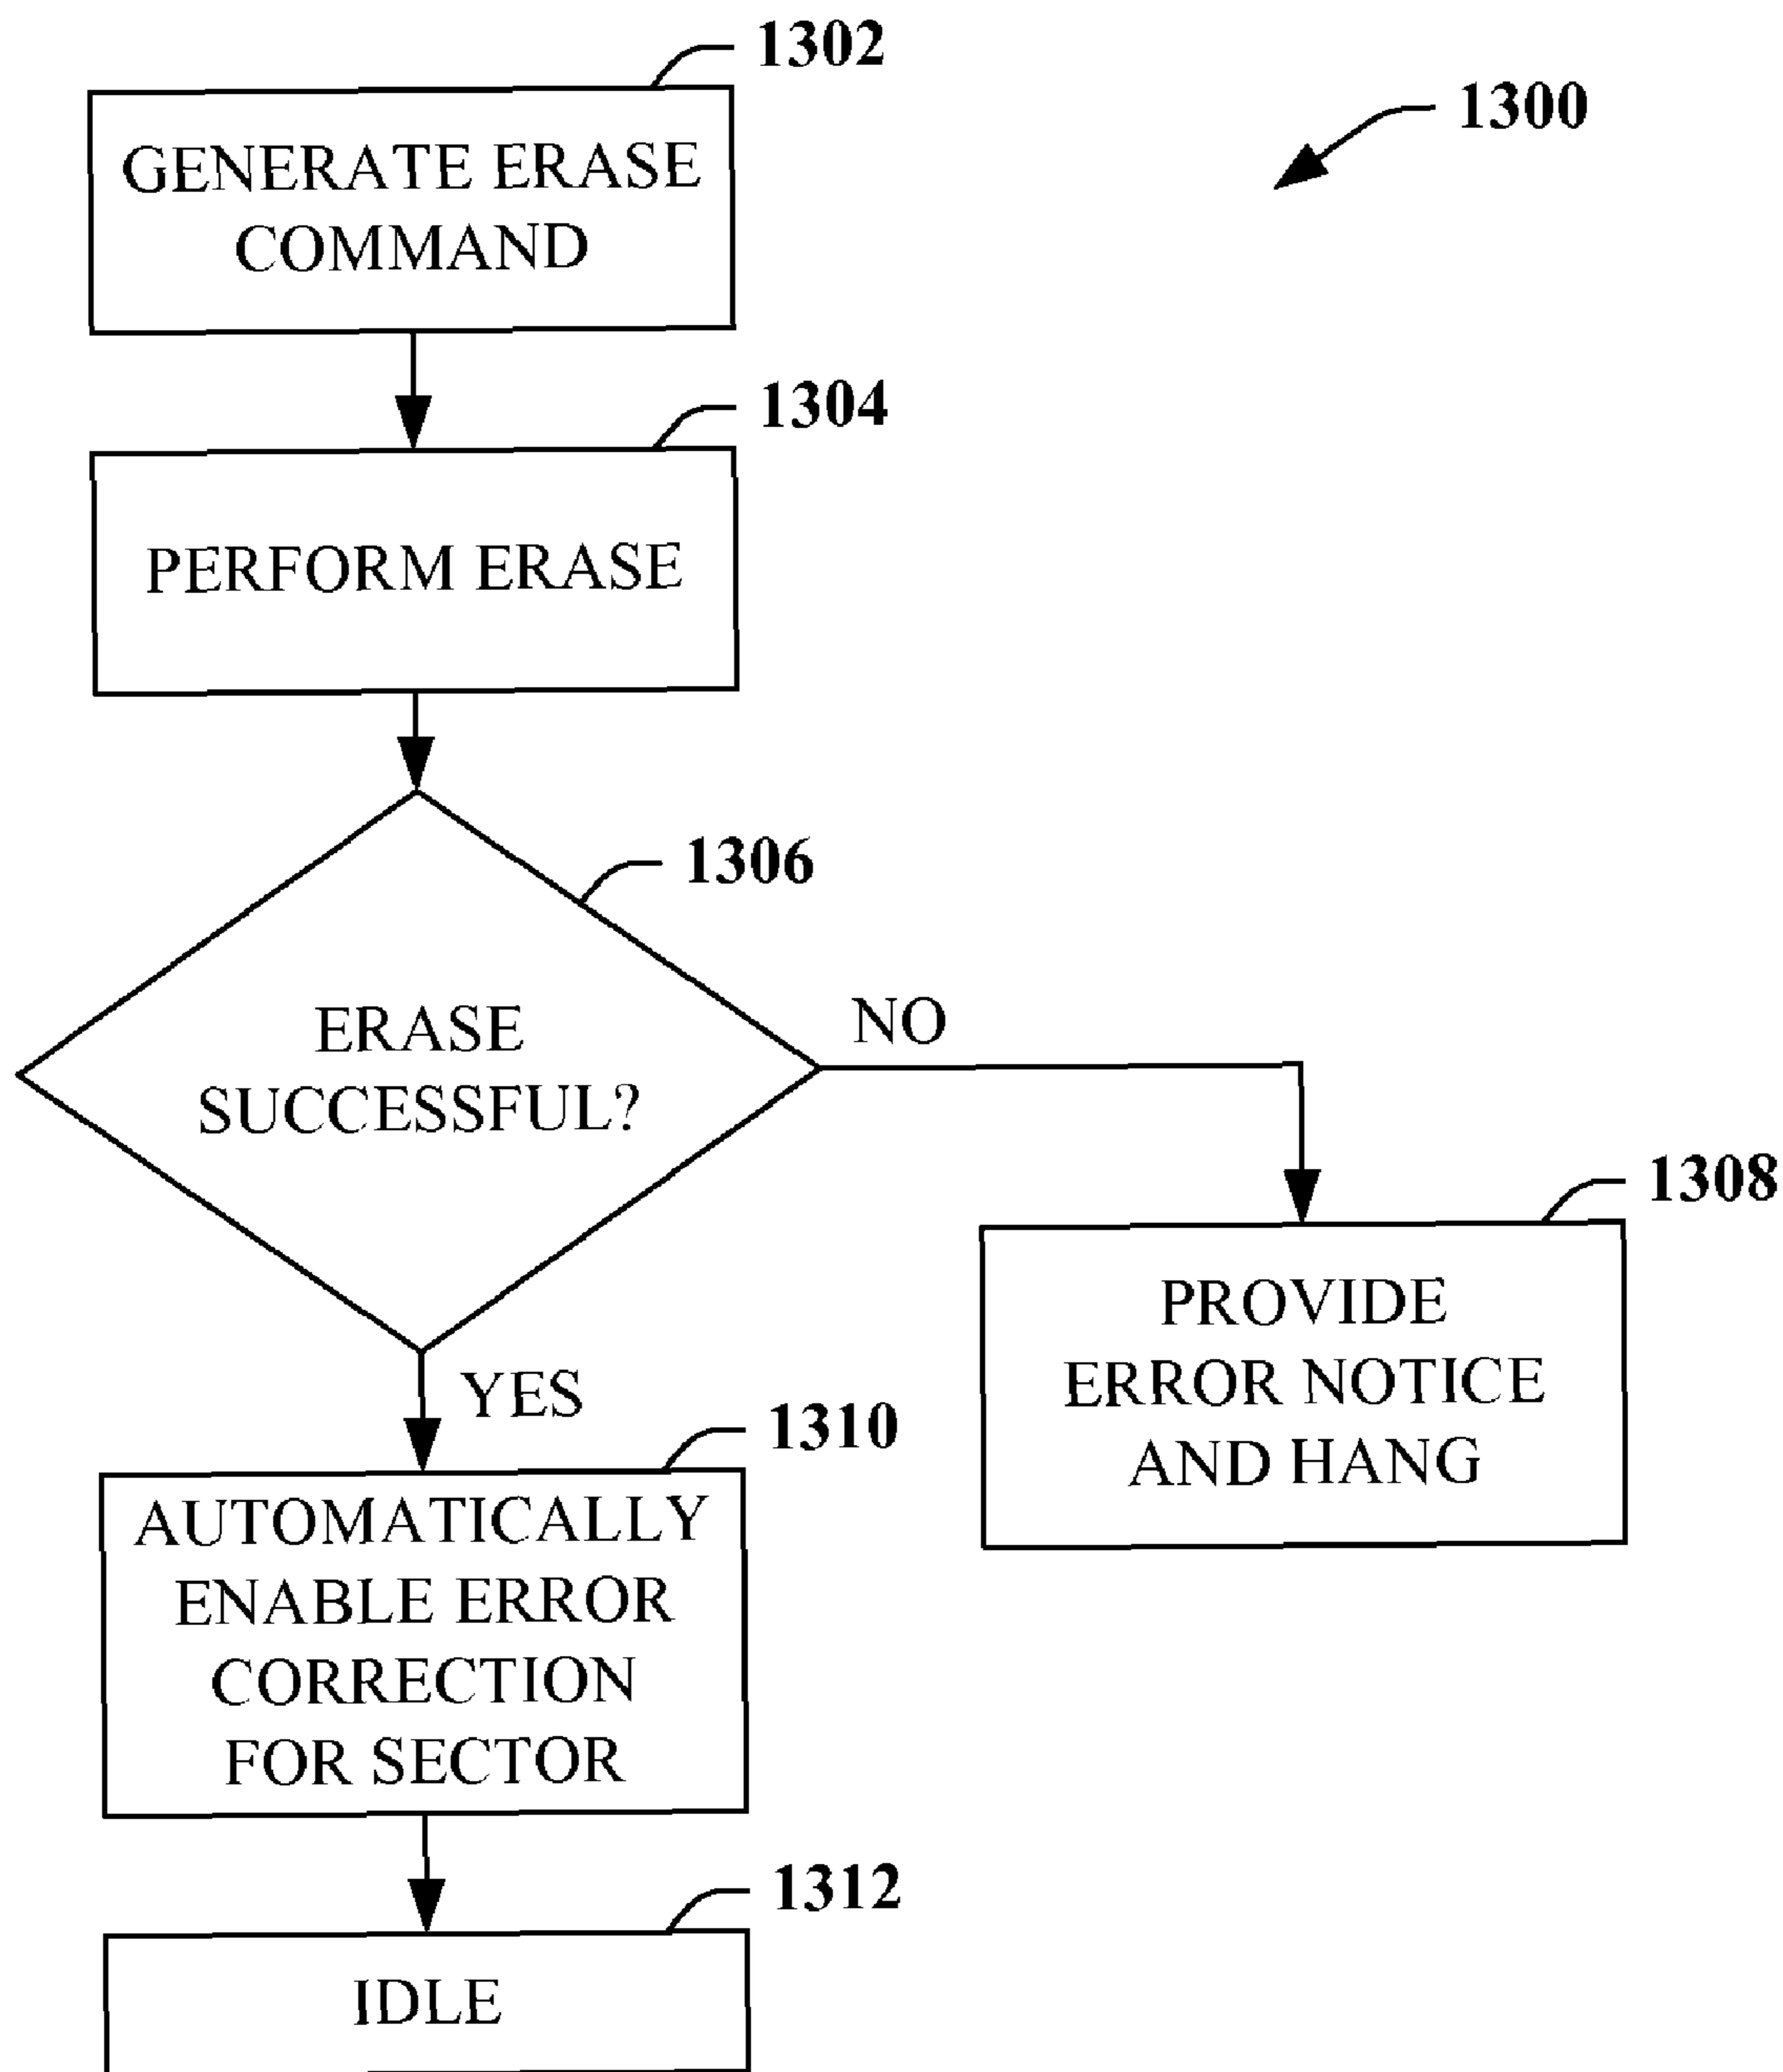 1302
1300
GENERATE ERASE
COMMAND
1304
PERFORM ERASE
1306
ERASE
SUCCESSFUL?
NO
1308
PROVIDE
ERROR NOTICE
AND HANG
YES
1310
AUTOMATICALLY
ENABLE ERROR
CORRECTION
FOR SECTOR
1312
IDLE